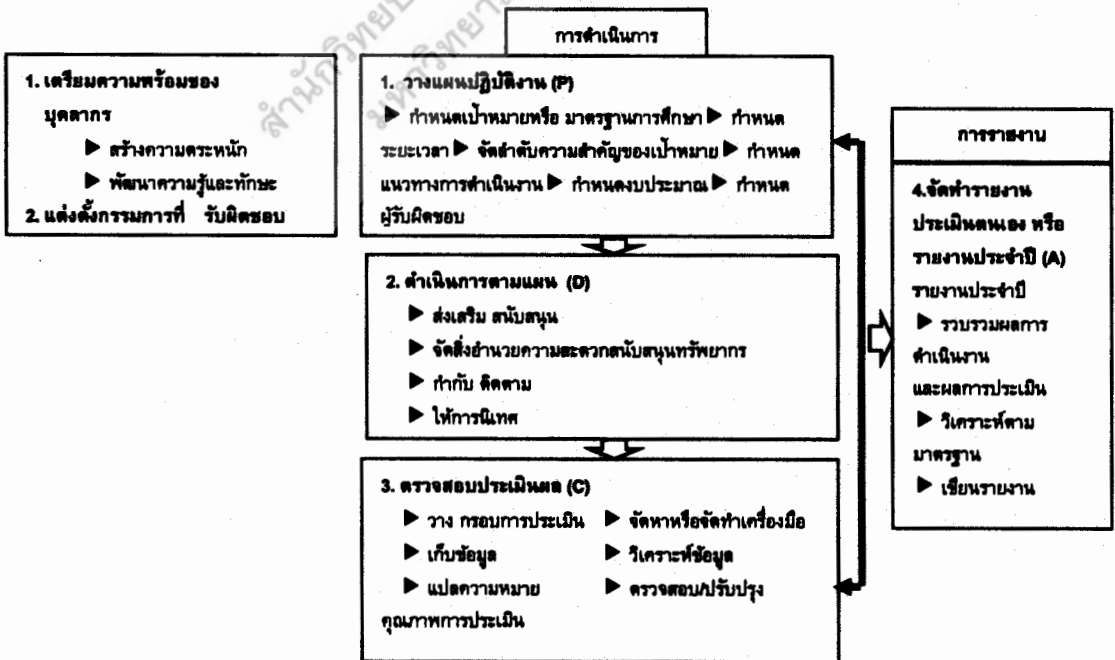 การดำเนินการ
1. เตรียมความพร้อมของ
บุคลากร
▶ สร้างความตระหนัก
▶ พัฒนาความรู้และทักษะ
2. แต่งตั้งกรรมการที่ รับผิดชอบ
1. วางแผนปฏิบัติงาน (P)
▶ กำหนดเป้าหมายหรือ มาตรฐานการศึกษา ▶ กำหนด
ระยะเวลา ▶ จัดลำดับความสำคัญของเป้าหมาย ▶ กำหนด
แนวทางการดำเนินงาน ▶ กำหนดงบประมาณ ▶ กำหนด
ผู้รับผิดชอบ
2. ดำเนินการตามแผน (D)
▶ ส่งเสริม สนับสนุน
▶ จัดสิ่งอำนวยความสะดวกสนับสนุนทรัพยากร
▶ กำกับ ติดตาม
▶ ให้การนิเทศ
3. ตรวจสอบประเมินผล (C)
▶ วาง กรอบการประเมิน ▶ จัดหาหรือจัดทำเครื่องมือ
▶ เก็บข้อมูล ▶ วิเคราะห์ข้อมูล
▶ แปลความหมาย ▶ ตรวจสอบ/ปรับปรุง
คุณภาพการประเมิน
การรายงาน
4.จัดทำรายงาน
ประเมินตนเอง หรือ
รายงานประจำปี (A)
รายงานประจำปี
▶ รวบรวมผลการ
ดำเนินงาน
และผลการประเมิน
▶ วิเคราะห์ตาม
มาตรฐาน
▶ เขียนรายงาน